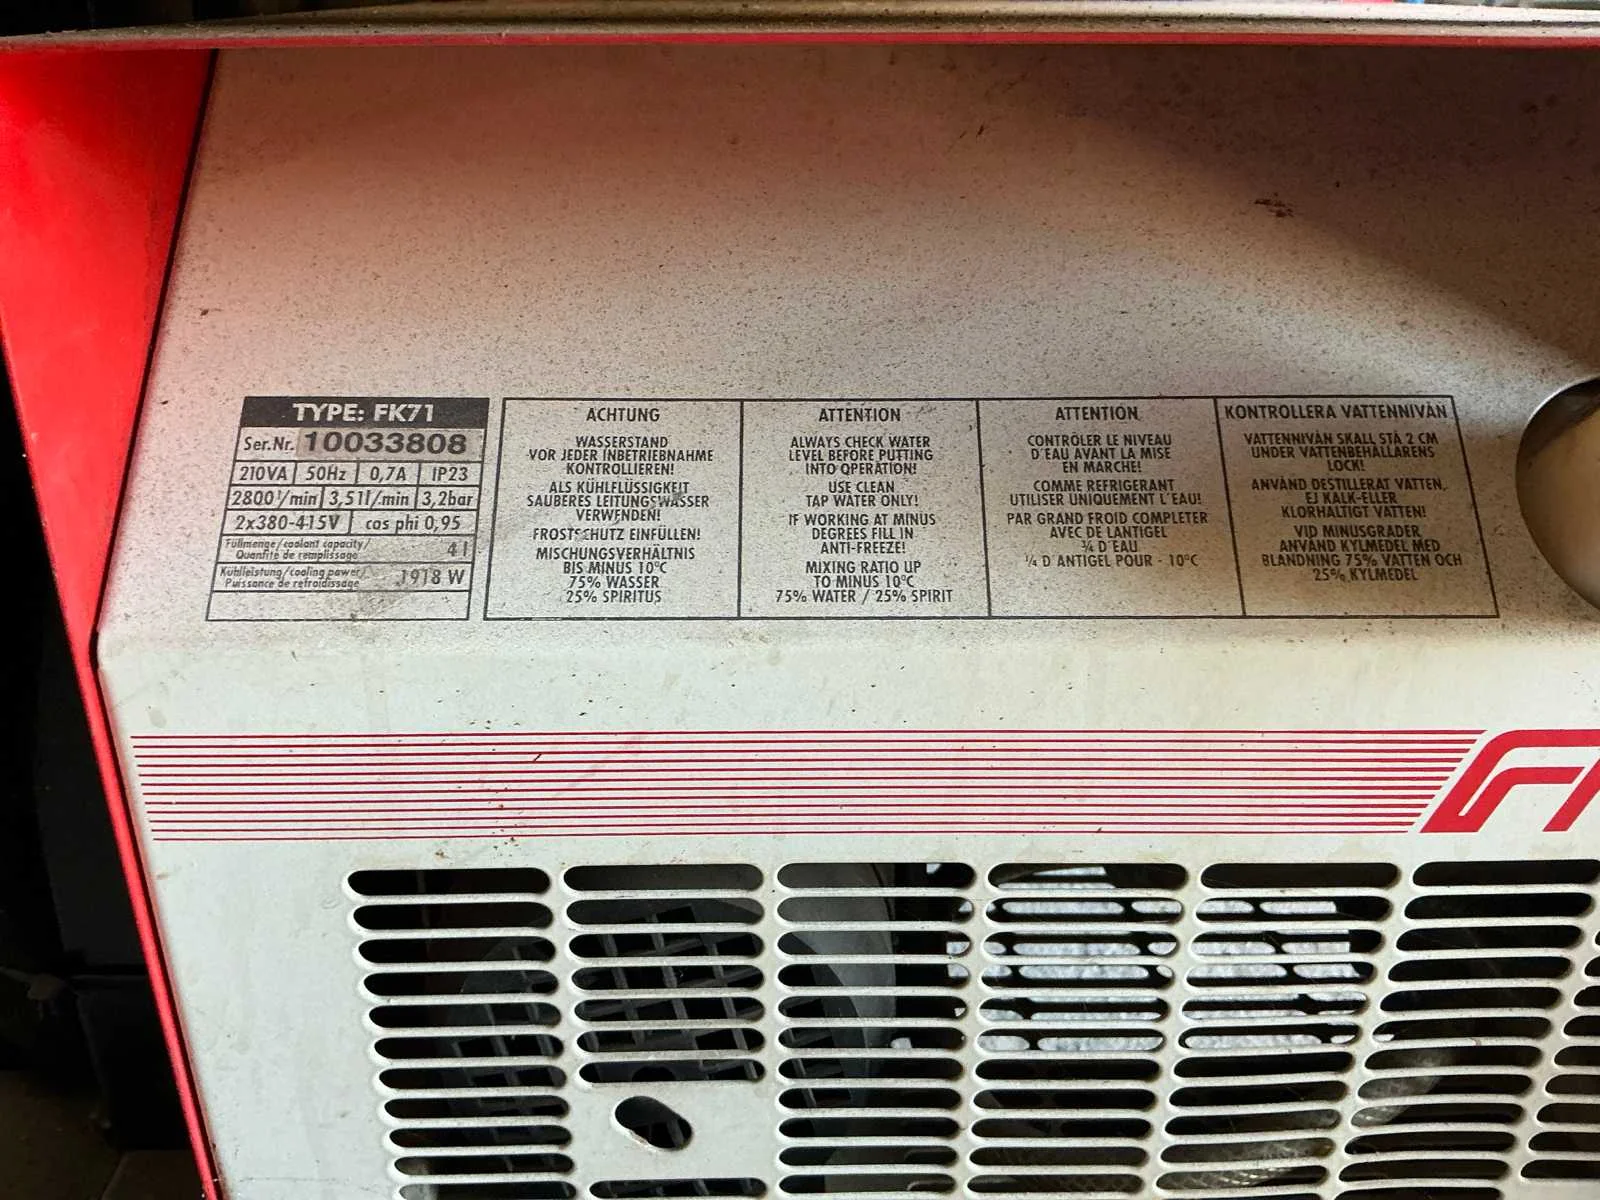 TYPE: FK71
Ser.Nr. 10033808
210VA 50Hz 0,7A IP23
2800 ¹/min 3,5 l/min 3,2bar
2x380-415V cos phi 0,95
Füllmenge/coolant capacity/
Quantité de remplissage 4 l
Kühlleistung/cooling power/
Puissance de refroidissage 1918 W
ACHTUNG
WASSERSTAND
VOR JEDER INBETRIEBNAHME
KONTROLLIEREN!
ALS KÜHLFLÜSSIGKEIT
SAUBERES LEITUNGSWASSER
VERWENDEN!
FROSTSCHUTZ EINFÜLLEN!
MISCHUNGSVERHÄLTNIS
BIS MINUS 10°C
75% WASSER
25% SPIRITUS
ATTENTION
ALWAYS CHECK WATER
LEVEL BEFORE PUTTING
INTO OPERATION!
USE CLEAN
TAP WATER ONLY!
IF WORKING AT MINUS
DEGREES FILL IN
ANTI-FREEZE!
MIXING RATIO UP
TO MINUS 10°C
75% WATER / 25% SPIRIT
ATTENTION
CONTRÔLER LE NIVEAU
D'EAU AVANT LA MISE
EN MARCHE!
COMME REFRIGERANT
UTILISER UNIQUEMENT L'EAU!
PAR GRAND FROID COMPLETER
AVEC DE LANTIGEL
¾ D'EAU
¼ D'ANTIGEL POUR - 10°C
KONTROLLERA VATTENNIVÅN
VATTENNIVÅN SKALL STÅ 2 CM
UNDER VATTENBEHÅLLARENS
LOCK!
ANVÄND DESTILLERAT VATTEN,
EJ KALK-ELLER
KLORHALTIGT VATTEN!
VID MINUSGRADER
ANVÄND KYLMEDEL MED
BLANDNING 75% VATTEN OCH
25% KYLMEDEL